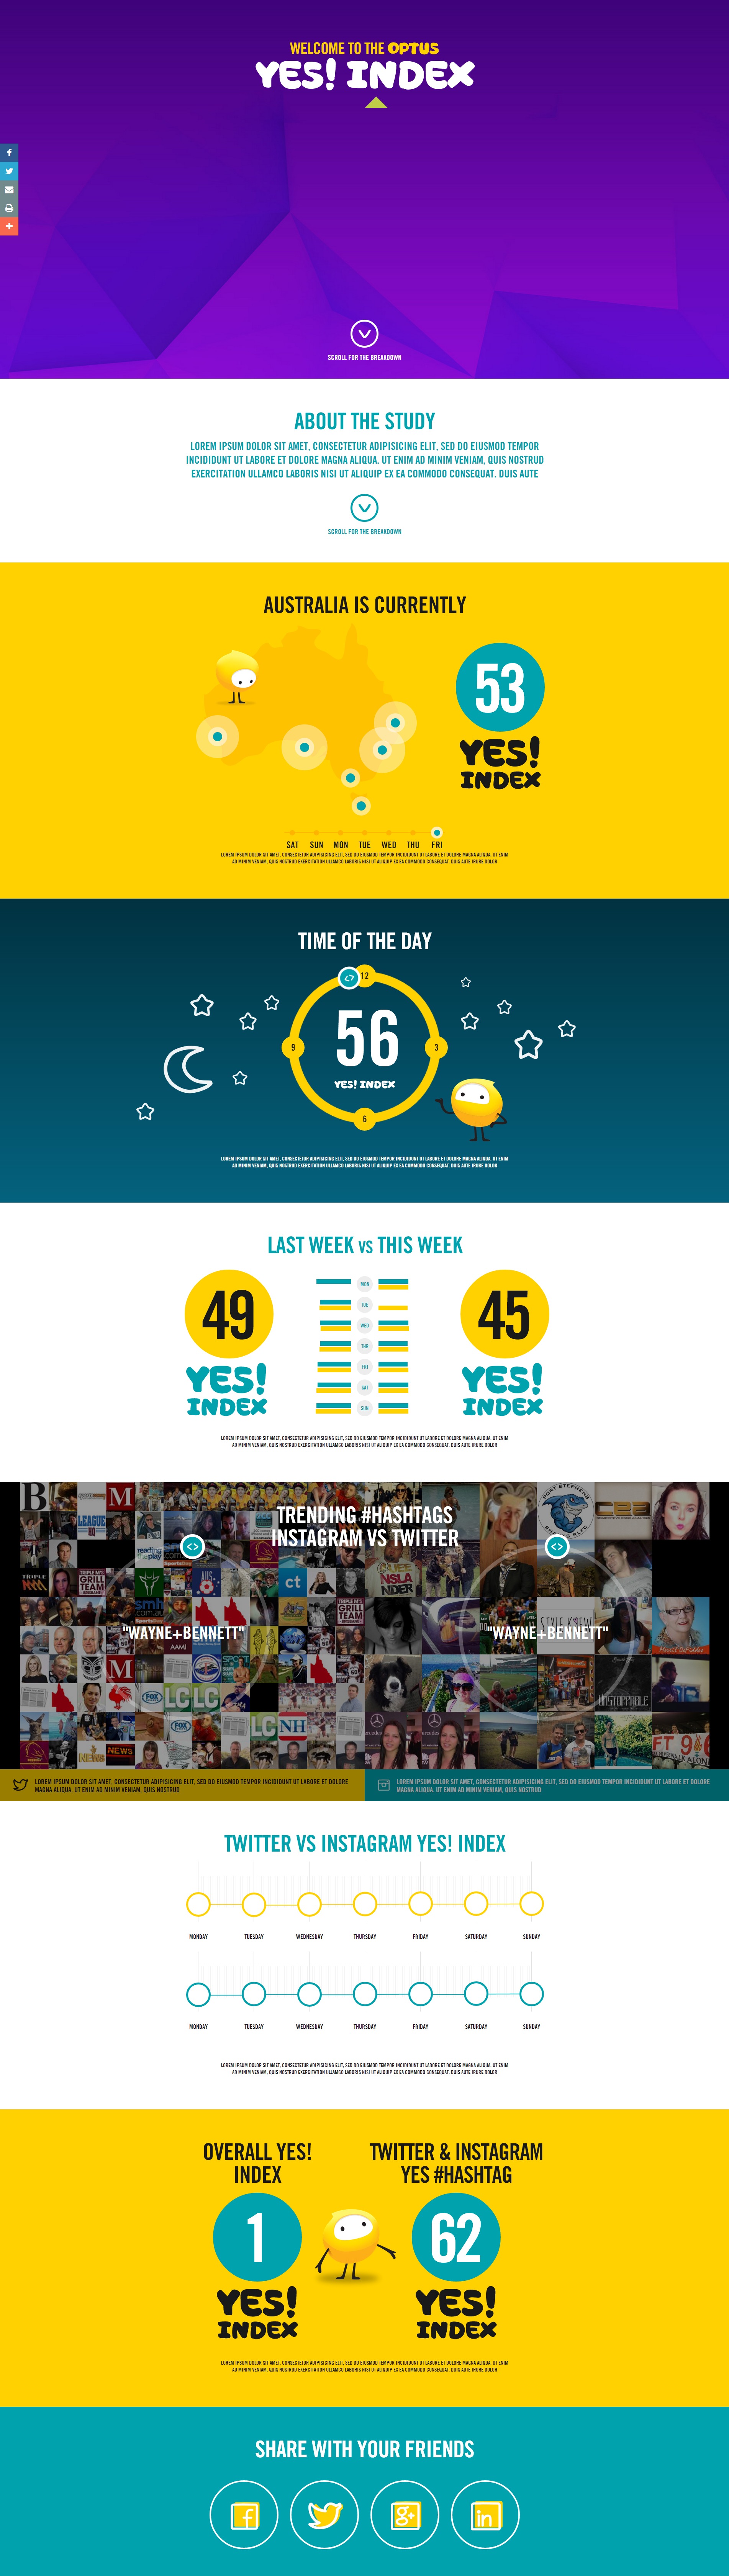 WELCOME TO THE OPTUS
YES! INDEX
SCROLL FOR THE BREAKDOWN
ABOUT THE STUDY
LOREM IPSUM DOLOR SIT AMET, CONSECTETUR ADIPISICING ELIT, SED DO EIUSMOD TEMPOR
INCIDIDUNT UT LABORE ET DOLORE MAGNA ALIQUA. UT ENIM AD MINIM VENIAM, QUIS NOSTRUD
EXERCITATION ULLAMCO LABORIS NISI UT ALIQUIP EX EA COMMODO CONSEQUAT. DUIS AUTE
SCROLL FOR THE BREAKDOWN
AUSTRALIA IS CURRENTLY
53
YES!
INDEX
SAT SUN MON TUE WED THU FRI
LOREM IPSUM DOLOR SIT AMET, CONSECTETUR ADIPISICING ELIT, SED DO EIUSMOD TEMPOR INCIDIDUNT UT LABORE ET DOLORE MAGNA ALIQUA. UT ENIM
AD MINIM VENIAM, QUIS NOSTRUD EXERCITATION ULLAMCO LABORIS NISI UT ALIQUIP EX EA COMMODO CONSEQUAT. DUIS AUTE IRURE DOLOR
TIME OF THE DAY
12
56
9
3
YES! INDEX
6
LOREM IPSUM DOLOR SIT AMET, CONSECTETUR ADIPISICING ELIT, SED DO EIUSMOD TEMPOR INCIDIDUNT UT LABORE ET DOLORE MAGNA ALIQUA. UT ENIM
AD MINIM VENIAM, QUIS NOSTRUD EXERCITATION ULLAMCO LABORIS NISI UT ALIQUIP EX EA COMMODO CONSEQUAT. DUIS AUTE IRURE DOLOR
LAST WEEK VS THIS WEEK
49
YES!
INDEX
MON
TUE
WED
THR
FRI
SAT
SUN
45
YES!
INDEX
LOREM IPSUM DOLOR SIT AMET, CONSECTETUR ADIPISICING ELIT, SED DO EIUSMOD TEMPOR INCIDIDUNT UT LABORE ET DOLORE MAGNA ALIQUA. UT ENIM
AD MINIM VENIAM, QUIS NOSTRUD EXERCITATION ULLAMCO LABORIS NISI UT ALIQUIP EX EA COMMODO CONSEQUAT. DUIS AUTE IRURE DOLOR
TRENDING #HASHTAGS
INSTAGRAM VS TWITTER
"WAYNE+BENNETT"
"WAYNE+BENNETT"
LOREM IPSUM DOLOR SIT AMET, CONSECTETUR ADIPISICING ELIT, SED DO EIUSMOD TEMPOR INCIDIDUNT UT LABORE ET DOLORE
MAGNA ALIQUA. UT ENIM AD MINIM VENIAM, QUIS NOSTRUD
LOREM IPSUM DOLOR SIT AMET, CONSECTETUR ADIPISICING ELIT, SED DO EIUSMOD TEMPOR INCIDIDUNT UT LABORE ET DOLORE
MAGNA ALIQUA. UT ENIM AD MINIM VENIAM, QUIS NOSTRUD
TWITTER VS INSTAGRAM YES! INDEX
MONDAY TUESDAY WEDNESDAY THURSDAY FRIDAY SATURDAY SUNDAY
MONDAY TUESDAY WEDNESDAY THURSDAY FRIDAY SATURDAY SUNDAY
LOREM IPSUM DOLOR SIT AMET, CONSECTETUR ADIPISICING ELIT, SED DO EIUSMOD TEMPOR INCIDIDUNT UT LABORE ET DOLORE MAGNA ALIQUA. UT ENIM
AD MINIM VENIAM, QUIS NOSTRUD EXERCITATION ULLAMCO LABORIS NISI UT ALIQUIP EX EA COMMODO CONSEQUAT. DUIS AUTE IRURE DOLOR
OVERALL YES!
INDEX
1
YES!
INDEX
TWITTER & INSTAGRAM
YES #HASHTAG
62
YES!
INDEX
LOREM IPSUM DOLOR SIT AMET, CONSECTETUR ADIPISICING ELIT, SED DO EIUSMOD TEMPOR INCIDIDUNT UT LABORE ET DOLORE MAGNA ALIQUA. UT ENIM
AD MINIM VENIAM, QUIS NOSTRUD EXERCITATION ULLAMCO LABORIS NISI UT ALIQUIP EX EA COMMODO CONSEQUAT. DUIS AUTE IRURE DOLOR
SHARE WITH YOUR FRIENDS